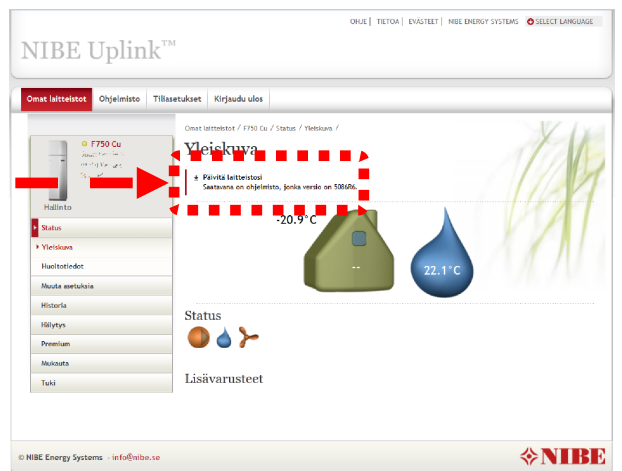 OHJE | TIETOA | EVÄSTEET | NIBE ENERGY SYSTEMS SELECT LANGUAGE
NIBE Uplink™
Omat laitteistot Ohjelmisto Tiliasetukset Kirjaudu ulos
Omat laitteistot / F750 Cu / Status / Yleiskuva /
F750 Cu
Hallinto
Status
Yleiskuva
Huoltotiedot
Muuta asetuksia
Historia
Hälytys
Premium
Mukauta
Tuki
Yleiskuva
Päivitä laitteistosi
Saatavana on ohjelmisto, jonka versio on 5086R6.
-20.9°C
--
22.1°C
Status
Lisävarusteet
© NIBE Energy Systems - info@nibe.se
NIBE